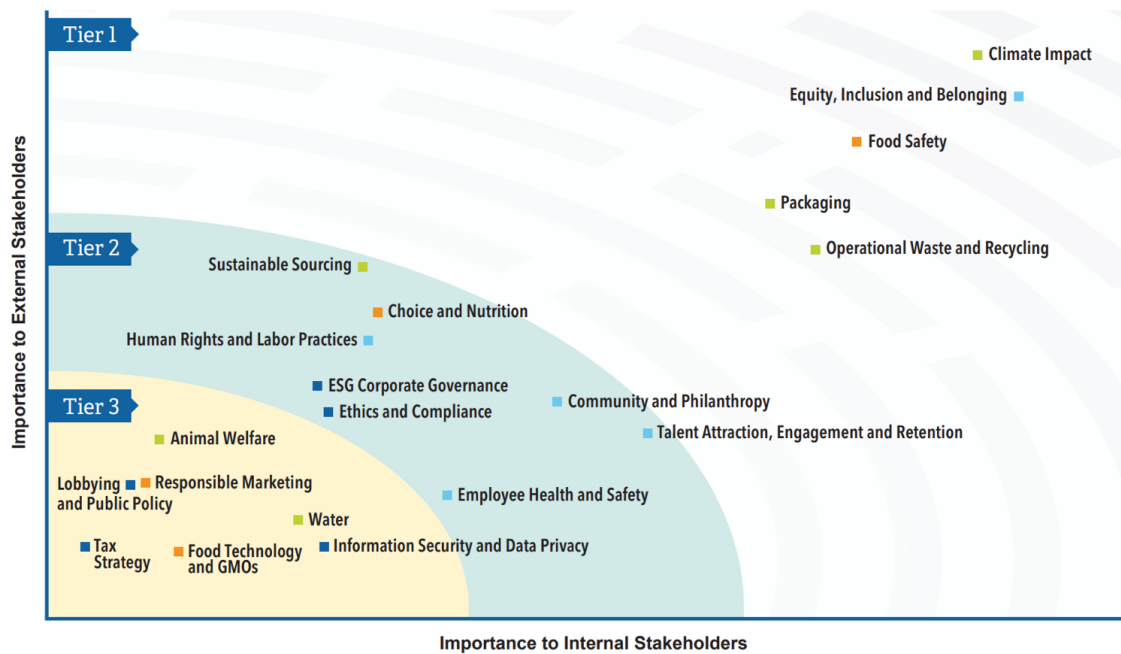 Tier 1
Climate Impact
Equity, Inclusion and Belonging
Food Safety
Packaging
Operational Waste and Recycling
Tier 2
Sustainable Sourcing
Choice and Nutrition
Human Rights and Labor Practices
ESG Corporate Governance
Ethics and Compliance
Community and Philanthropy
Talent Attraction, Engagement and Retention
Employee Health and Safety
Tier 3
Animal Welfare
Lobbying
and Public Policy
Responsible Marketing
Water
Tax
Strategy
Food Technology
and GMOs
Information Security and Data Privacy
Importance to External Stakeholders
Importance to Internal Stakeholders